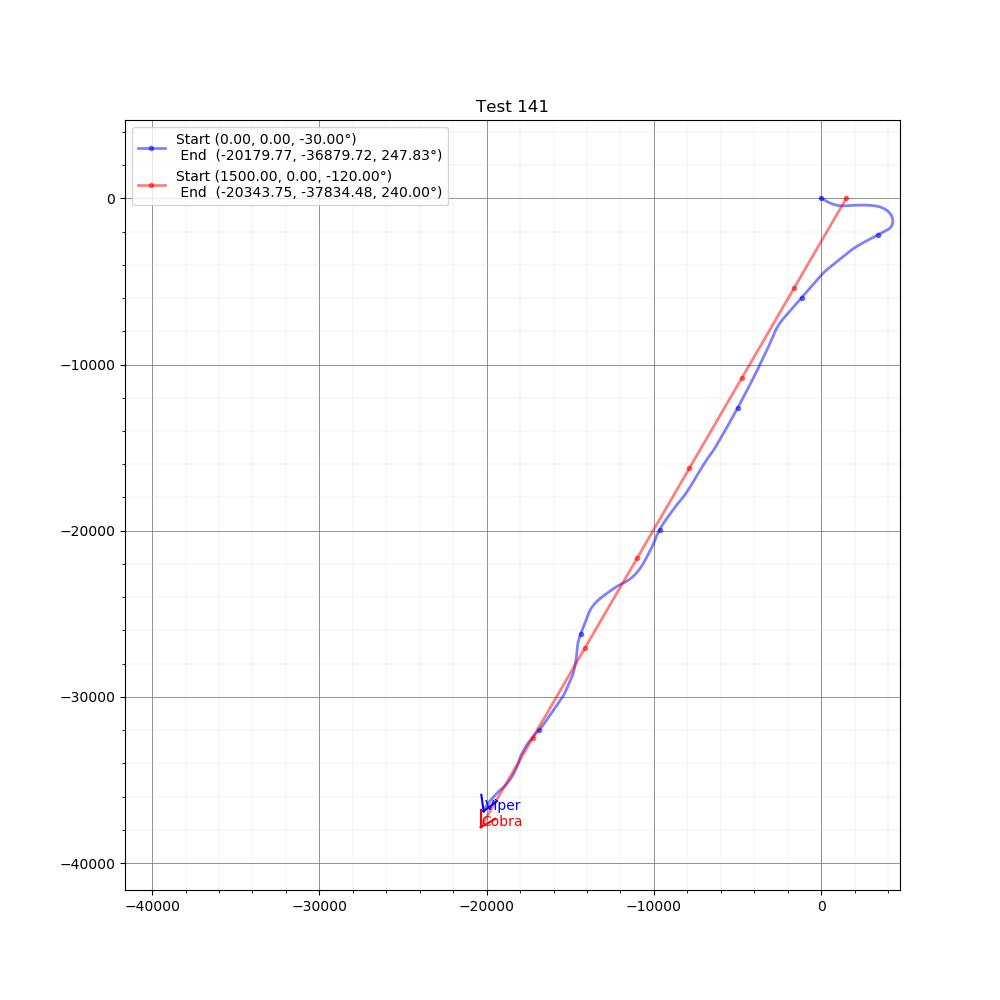 Test 141
Start (0.00, 0.00, -30.00°)
End (-20179.77, -36879.72, 247.83°)
Start (1500.00, 0.00, -120.00°)
End (-20343.75, -37834.48, 240.00°)
0
−10000
−20000
−30000
−40000
Viper
Cobra
−40000
−30000
−20000
−10000
0